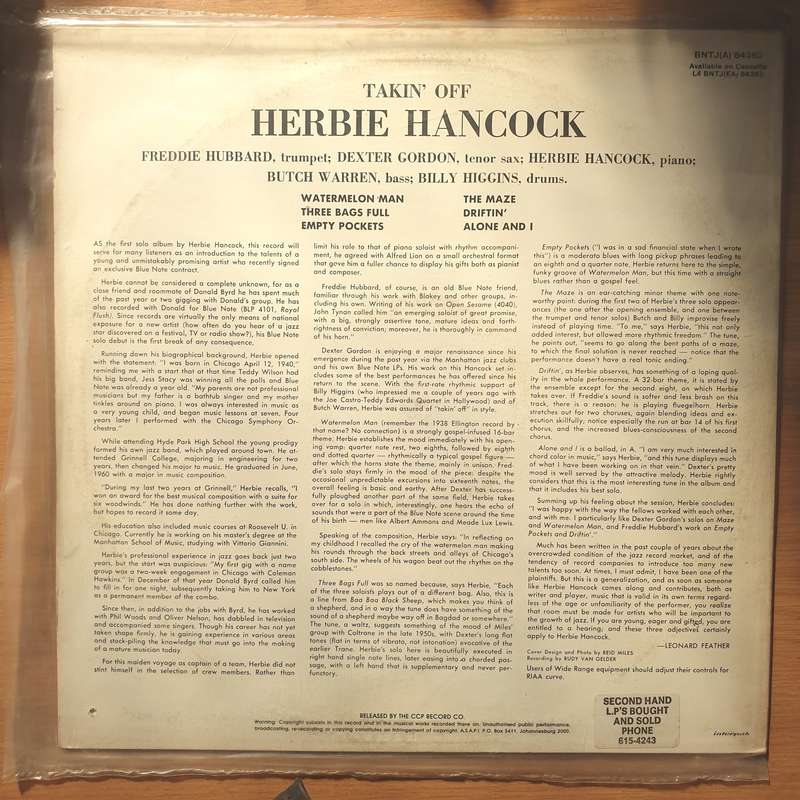 BNTJ(A) 84362
Available on Cassette
L4 BNTJ(EA) 84362
TAKIN' OFF
HERBIE HANCOCK
FREDDIE HUBBARD, trumpet; DEXTER GORDON, tenor sax; HERBIE HANCOCK, piano;
BUTCH WARREN, bass; BILLY HIGGINS, drums.
WATERMELON MAN
THREE BAGS FULL
EMPTY POCKETS
THE MAZE
DRIFTIN'
ALONE AND I
AS the first solo album by Herbie Hancock, this record will
serve for many listeners as an introduction to the talents of a
young and unmistakably promising artist who recently signed
an exclusive Blue Note contract.
Herbie cannot be considered a complete unknown, for as a
close friend and roommate of Donald Byrd he has spent much
of the past year or two gigging with Donald's group. He has
also recorded with Donald for Blue Note (BLP 4101, Royal
Flush). Since records are virtually the only means of national
exposure for a new artist (how often do you hear of a jazz
star discovered on a festival, TV or radio show?), his Blue Note
solo debut is the first break of any consequence.
Running down his biographical background, Herbie opened
with the statement: "I was born in Chicago April 12, 1940,"
reminding me with a start that at that time Teddy Wilson had
his big band, Jess Stacy was winning all the polls and Blue
Note was already a year old. "My parents are not professional
musicians but my father is a bathtub singer and my mother
tinkles around on piano. I was always interested in music as
a very young child, and began music lessons at seven. Four
years later I performed with the Chicago Symphony Or-
chestra."
While attending Hyde Park High School the young prodigy
formed his own jazz band, which played around town. He at-
tended Grinnell College, majoring in engineering for two
years, then changed his major to music. He graduated in June,
1960 with a major in music composition.
"During my last two years at Grinnell," Herbie recalls, "I
won an award for the best musical composition with a suite for
six woodwinds." He has done nothing further with the work,
but hopes to record it some day.
His education also included music courses at Roosevelt U. in
Chicago. Currently he is working on his master's degree at the
Manhattan School of Music, studying with Vittorio Giannini.
Herbie's professional experience in jazz goes back just two
years, but the start was auspicious: "My first gig with a name
group was a two-week engagement in Chicago with Coleman
Hawkins." In December of that year Donald Byrd called him
to fill in for one night, subsequently taking him to New York
as a permanent member of the combo.
Since then, in addition to the jobs with Byrd, he has worked
with Phil Woods and Oliver Nelson, has dabbled in television
and accompanied some singers. Though his career has not yet
taken shape firmly, he is gaining experience in various areas
and stock-piling the knowledge that must go into the making
of a mature musician today.
For this maiden voyage as captain of a team, Herbie did not
stint himself in the selection of crew members. Rather than
limit his role to that of piano soloist with rhythm accompani-
ment, he agreed with Alfred Lion on a small orchestral format
that gave him a fuller chance to display his gifts both as pianist
and composer.
Freddie Hubbard, of course, is an old Blue Note friend,
familiar through his work with Blakey and other groups, in-
cluding his own. Writing of his work on Open Sesame (4040),
John Tynan called him "an emerging soloist of great promise,
with a big, strongly assertive tone, mature ideas and forth-
rightness of conviction; moreover, he is thoroughly in command
of his horn."
Dexter Gordon is enjoying a major renaissance since his
emergence during the past year via the Manhattan jazz clubs
and his own Blue Note LPs. His work on this Hancock set in-
cludes some of the best performances he has offered since his
return to the scene. With the first-rate rhythmic support of
Billy Higgins (who impressed me a couple of years ago with
the Joe Castro-Teddy Edwards Quartet in Hollywood) and of
Butch Warren, Herbie was assured of "takin' off" in style.
Watermelon Man (remember the 1938 Ellington record by
that name? No connection) is a strongly gospel-infused 16-bar
theme. Herbie establishes the mood immediately with his open-
ing vamp: quarter note rest, two eighths, followed by eighth
and dotted quarter — rhythmically a typical gospel figure —
after which the horns state the theme, mainly in unison. Fred-
die's solo stays firmly in the mood of the piece; despite the
occasional unpredictable excursions into sixteenth notes, the
overall feeling is basic and earthy. After Dexter has success-
fully ploughed another part of the same field, Herbie takes
over for a solo in which, interestingly, one hears the echo of
sounds that were a part of the Blue Note scene around the time
of his birth — men like Albert Ammons and Meade Lux Lewis.
Speaking of the composition, Herbie says: "In reflecting on
my childhood I recalled the cry of the watermelon man making
his rounds through the back streets and alleys of Chicago's
south side. The wheels of his wagon beat out the rhythm on the
cobblestones."
Three Bags Full was so named because, says Herbie, "Each
of the three soloists plays out of a different bag. Also, this is
a line from Baa Baa Black Sheep, which makes you think of
a shepherd, and in a way the tune does have something of the
sound of a shepherd maybe way off in Bagdad or somewhere."
The tune, a waltz, suggests something of the mood of Miles'
group with Coltrane in the late 1950s, with Dexter's long flat
tones (flat in terms of vibrato, not intonation) evocative of the
earlier Trane. Herbie's solo here is beautifully executed in
right hand single note lines, later easing into a chorded pas-
sage, with a left hand that is supplementary and never per-
functory.
Empty Pockets ("I was in a sad financial state when I wrote
this") is a moderato blues with long pickup phrases leading to
an eighth and a quarter note. Herbie returns here to the simple,
funky groove of Watermelon Man, but this time with a straight
blues rather than a gospel feel.
The Maze is an ear-catching minor theme with one note-
worthy point: during the first two of Herbie's three solo appear-
ances (the one after the opening ensemble, and one between
the trumpet and tenor solos) Butch and Billy improvise freely
instead of playing time. "To me," says Herbie, "this not only
added interest, but allowed more rhythmic freedom." The tune,
he points out, "seems to go along the bent paths of a maze,
to which the final solution is never reached — notice that the
performance doesn't have a real tonic ending."
Driftin', as Herbie observes, has something of a loping qual-
ity in the whole performance. A 32-bar theme, it is stated by
the ensemble except for the second eight, on which Herbie
takes over. If Freddie's sound is softer and less brash on this
track, there is a reason: he is playing fluegelhorn. Herbie
stretches out for two choruses, again blending ideas and ex-
ecution skilfully; notice especially the run at bar 14 of his first
chorus, and the increased blues-consciousness of the second
chorus.
Alone and I is a ballad, in A. "I am very much interested in
chord color in music," says Herbie, "and this tune displays much
of what I have been working on in that vein." Dexter's pretty
mood is well served by the attractive melody. Herbie rightly
considers that this is the most interesting tune in the album and
that it includes his best solo.
Summing up his feeling about the session, Herbie concludes:
"I was happy with the way the fellows worked with each other,
and with me. I particularly like Dexter Gordon's solos on Maze
and Watermelon Man, and Freddie Hubbard's work on Empty
Pockets and Driftin'."
Much has been written in the past couple of years about the
overcrowded condition of the jazz record market, and of the
tendency of record companies to introduce too many new
talents too soon. At times, I must admit, I have been one of the
plaintiffs. But this is a generalization, and as soon as someone
like Herbie Hancock comes along and contributes, both as
writer and player, music that is valid in its own terms regard-
less of the age or unfamiliarity of the performer, you realize
that room must be made for artists who will be important to
the growth of jazz. If you are young, eager and gifted, you are
entitled to a hearing; and these three adjectives certainly
apply to Herbie Hancock.
—LEONARD FEATHER
Cover Design and Photo by REID MILES
Recording by RUDY VAN GELDER
Users of Wide Range equipment should adjust their controls for
RIAA curve.
RELEASED BY THE CCP RECORD CO.
Warning: Copyright subsists in this record and in the musical works recorded there on. Unauthorised public performance,
broadcasting, re-recording or copying constitutes an infringement of copyright. A.S.A.P.I. P.O. Box 5411, Johannesburg 2000.
SECOND HAND
L.P'S BOUGHT
AND SOLD
PHONE
615-4243
interpak